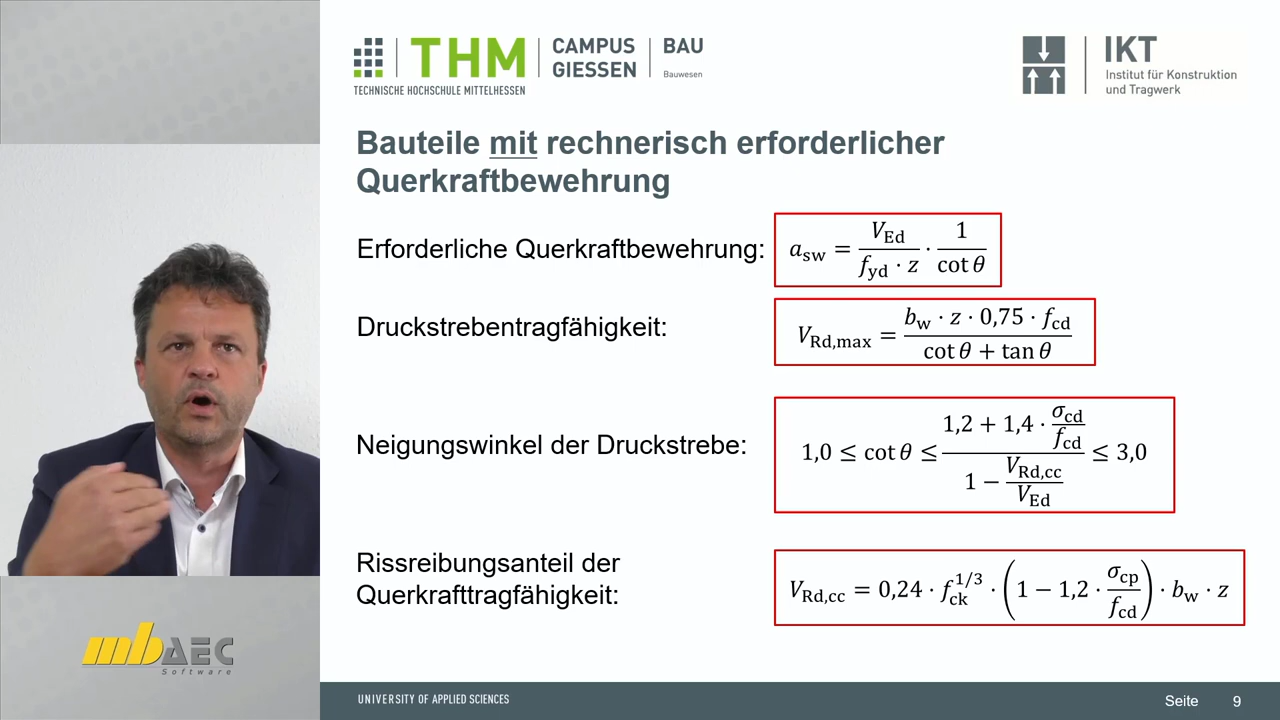 THM
CAMPUS
GIESSEN
BAU
Bauwesen
TECHNISCHE HOCHSCHULE MITTELHESSEN
IKT
Institut für Konstruktion
und Tragwerk
Bauteile mit rechnerisch erforderlicher
Querkraftbewehrung
Erforderliche Querkraftbewehrung: a_sw = V_Ed / (f_yd · z) · 1 / cot θ
Druckstrebentragfähigkeit: V_Rd,max = (b_w · z · 0,75 · f_cd) / (cot θ + tan θ)
Neigungswinkel der Druckstrebe: 1,0 ≤ cot θ ≤ (1,2 + 1,4 · σ_cd / f_cd) / (1 − V_Rd,cc / V_Ed) ≤ 3,0
Rissreibungsanteil der
Querkrafttragfähigkeit: V_Rd,cc = 0,24 · f_ck^1/3 · (1 − 1,2 · σ_cp / f_cd) · b_w · z
mb AEC
Software
UNIVERSITY OF APPLIED SCIENCES
Seite 9